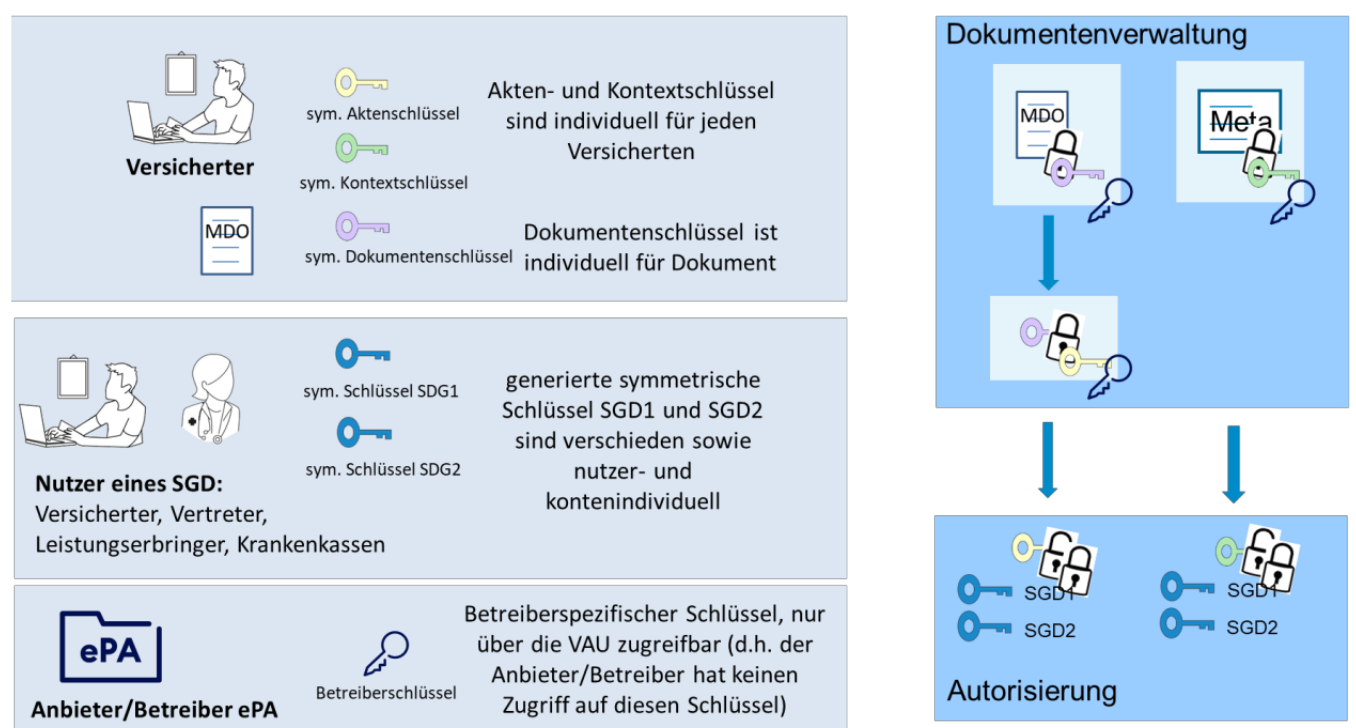 sym. Aktenschlüssel
Versicherter
sym. Kontextschlüssel
Akten- und Kontextschlüssel
sind individuell für jeden
Versicherten
MDO
sym. Dokumentenschlüssel
Dokumentenschlüssel ist
individuell für Dokument
sym. Schlüssel SDG1
sym. Schlüssel SDG2
generierte symmetrische
Schlüssel SGD1 und SGD2
sind verschieden sowie
nutzer- und
kontenindividuell
Nutzer eines SGD:
Versicherter, Vertreter,
Leistungserbringer, Krankenkassen
ePA
Anbieter/Betreiber ePA
Betreiberschlüssel
Betreiberspezifischer Schlüssel, nur
über die VAU zugreifbar (d.h. der
Anbieter/Betreiber hat keinen
Zugriff auf diesen Schlüssel)
Dokumentenverwaltung
MDO
Meta
SGD1
SGD2
SGD1
SGD2
Autorisierung